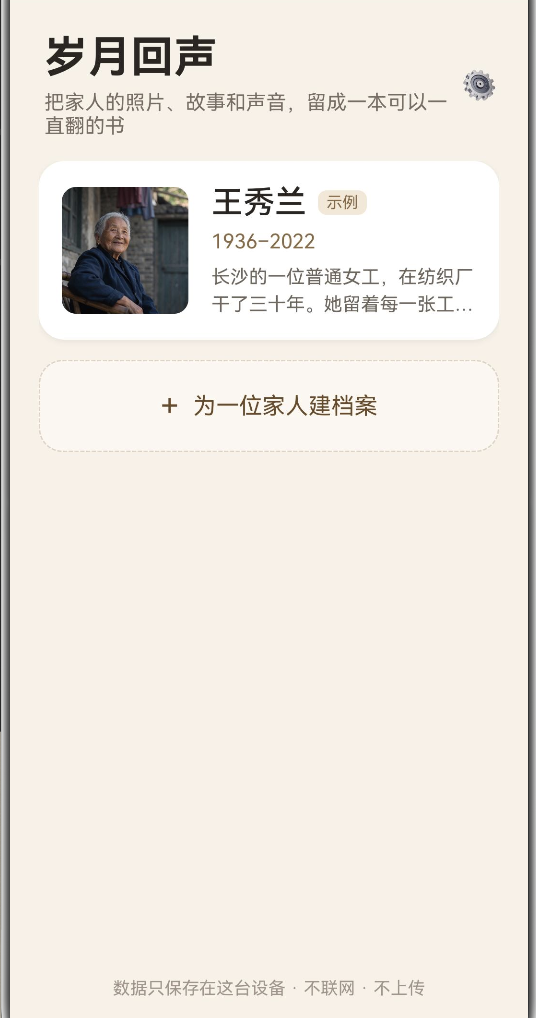 岁月回声
把家人的照片、故事和声音，留成一本可以一
直翻的书
王秀兰 示例
1936–2022
长沙的一位普通女工，在纺织厂
干了三十年。她留着每一张工…
+ 为一位家人建档案
数据只保存在这台设备 · 不联网 · 不上传